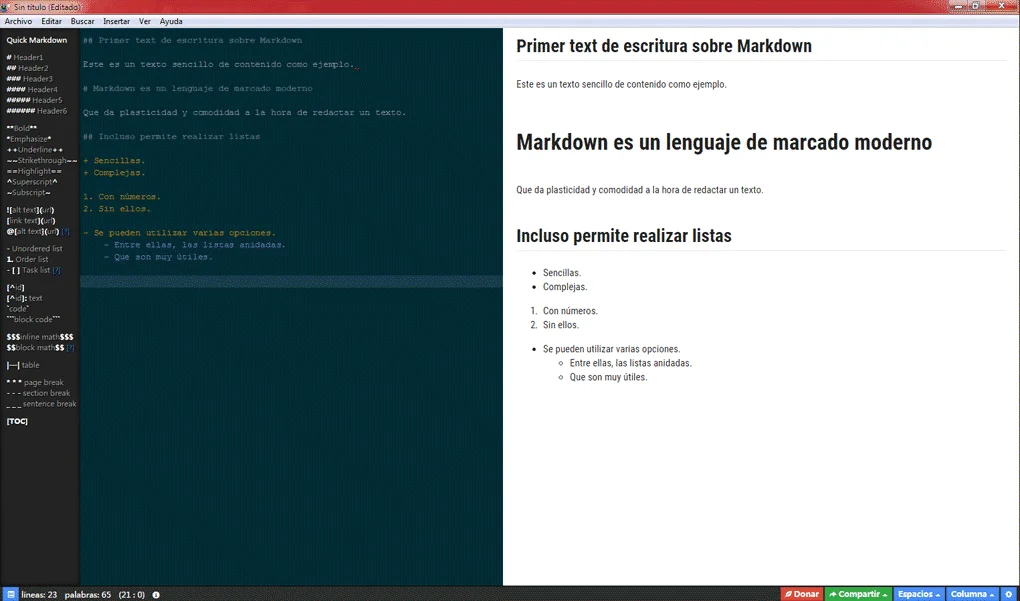 Sin título (Editado)
Archivo Editar Buscar Insertar Ver Ayuda
Quick Markdown
# Header1
## Header2
### Header3
#### Header4
##### Header5
###### Header6
**Bold**
*Emphasize*
++Underline++
~~Strikethrough~~
==Highlight==
^Superscript^
~Subscript~
![alt text](url)
[link text](url)
@[alt text](url) [?]
- Unordered list
1. Order list
- [ ] Task list [?]
[^id]
[^id]: text
`code`
```block code```
$$$inline math$$$
$$block math$$ [?]
|---| table
* * * page break
- - - section break
_ _ _ sentence break
[TOC]
## Primer text de escritura sobre Markdown
Este es un texto sencillo de contenido como ejemplo.
# Markdown es un lenguaje de marcado moderno
Que da plasticidad y comodidad a la hora de redactar un texto.
## Incluso permite realizar listas
+ Sencillas.
+ Complejas.
1. Con números.
2. Sin ellos.
- Se pueden utilizar varias opciones.
- Entre ellas, las listas anidadas.
- Que son muy útiles.
Primer text de escritura sobre Markdown
Este es un texto sencillo de contenido como ejemplo.
Markdown es un lenguaje de marcado moderno
Que da plasticidad y comodidad a la hora de redactar un texto.
Incluso permite realizar listas
• Sencillas.
• Complejas.
1. Con números.
2. Sin ellos.
• Se pueden utilizar varias opciones.
◦ Entre ellas, las listas anidadas.
◦ Que son muy útiles.
líneas: 23 palabras: 65 (21 : 0)
Donar Compartir Espacios Columna